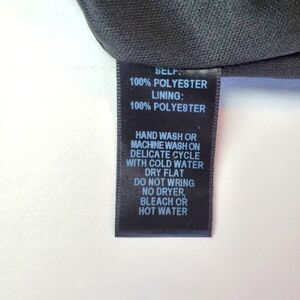 SELF:
100% POLYESTER
LINING:
100% POLYESTER
HAND WASH OR
MACHINE WASH ON
DELICATE CYCLE
WITH COLD WATER
DRY FLAT
DO NOT WRING
NO DRYER,
BLEACH OR
HOT WATER